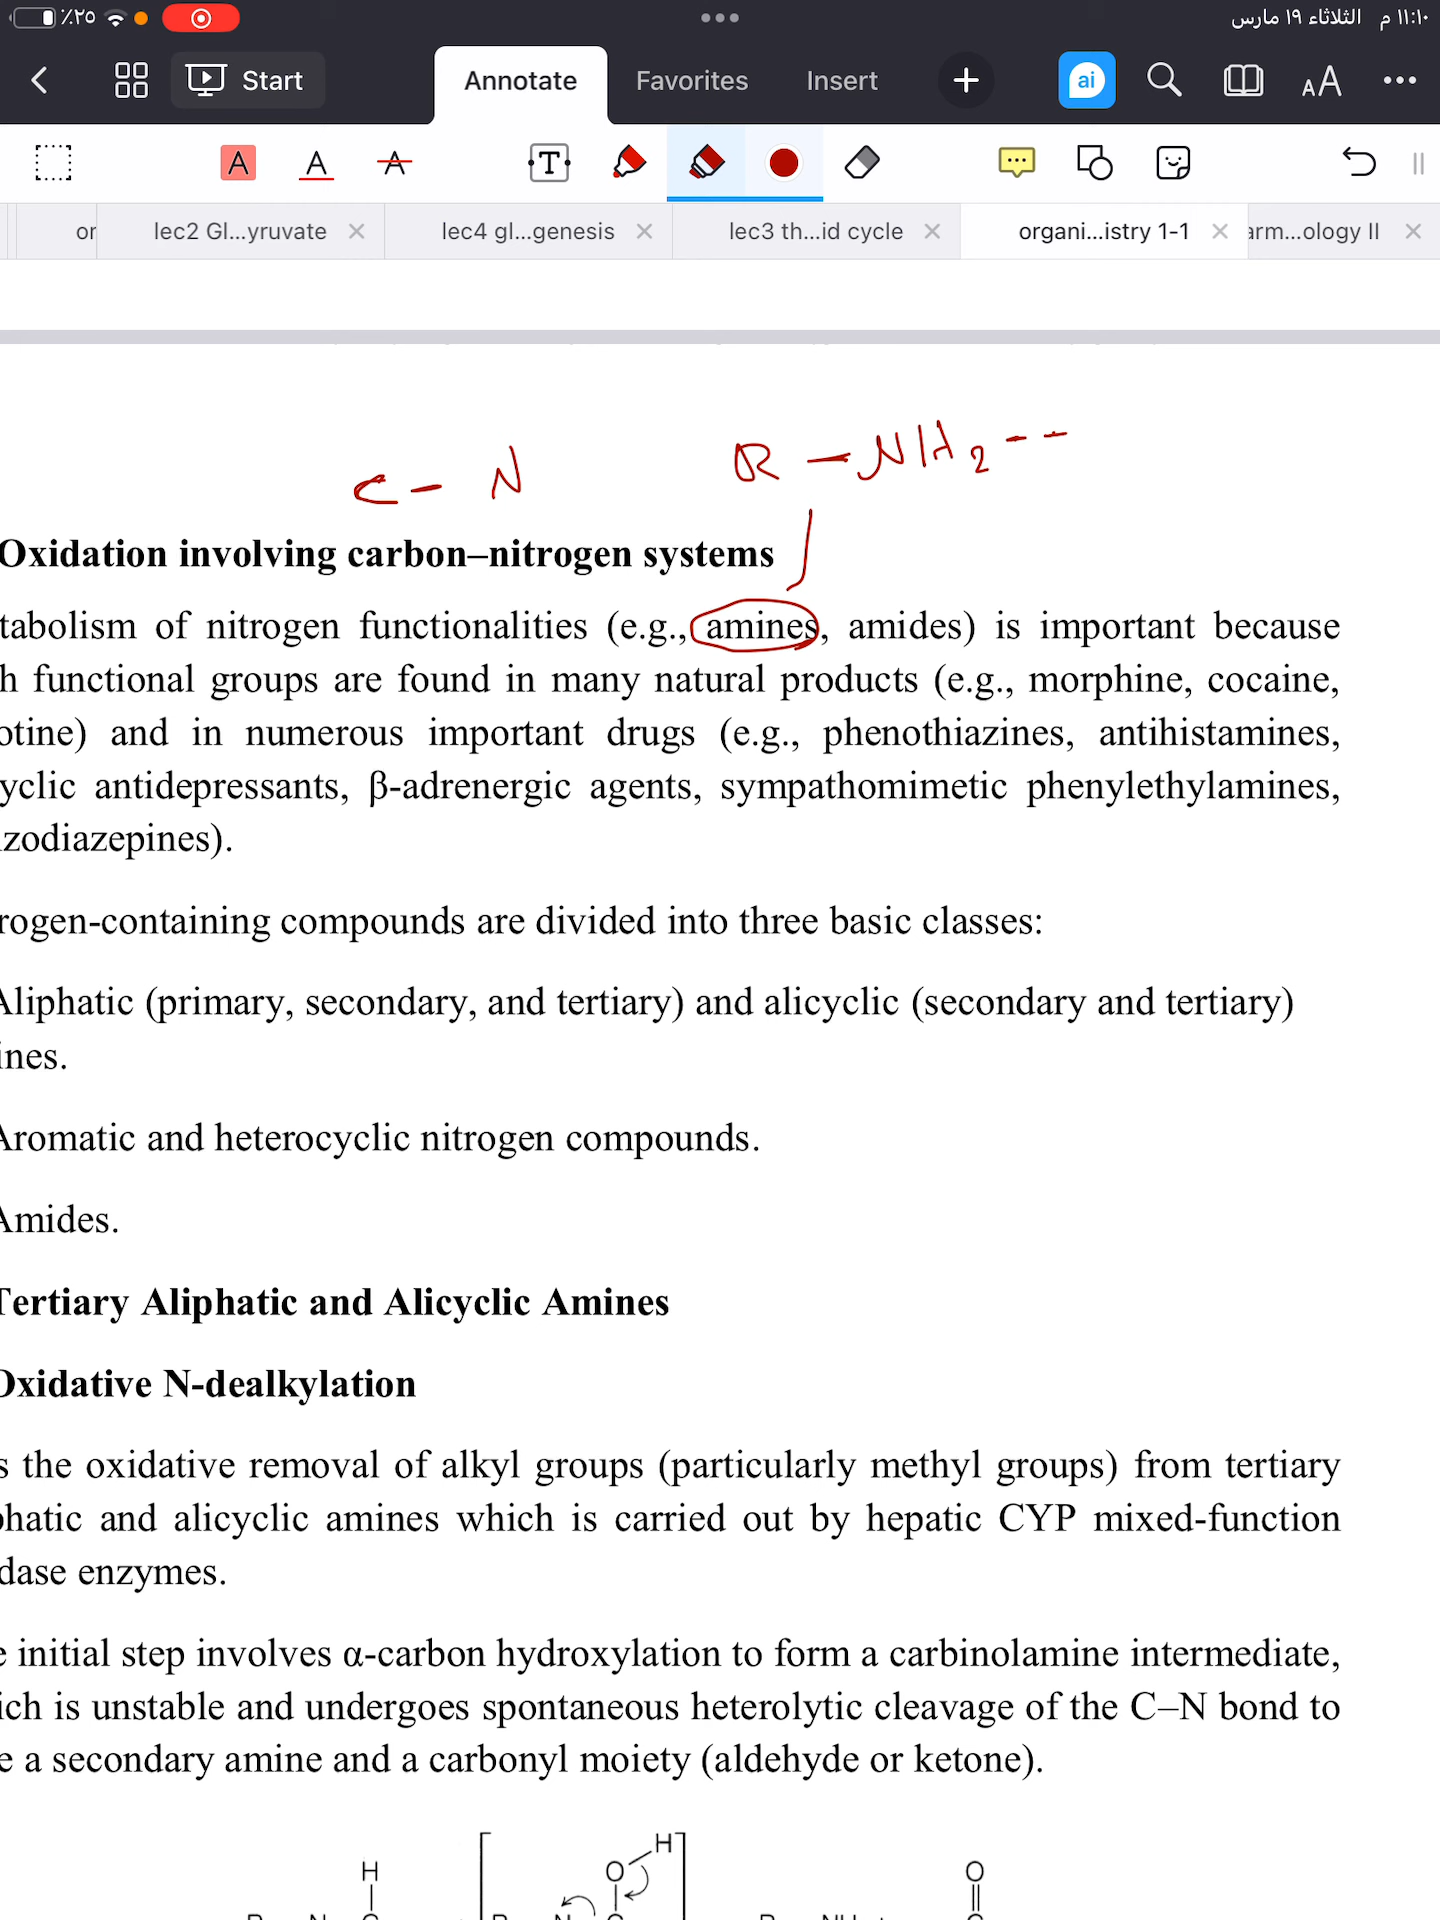 ٪٢٥
١١:١٠ م الثلاثاء ١٩ مارس
Start
Annotate
Favorites
Insert
ai
AA
A A A T
or
lec2 Gl...yruvate
lec4 gl...genesis
lec3 th...id cycle
organi...istry 1-1
arm...ology II
C - N
R - NH2 --
Oxidation involving carbon–nitrogen systems
tabolism of nitrogen functionalities (e.g., amines, amides) is important because
h functional groups are found in many natural products (e.g., morphine, cocaine,
otine) and in numerous important drugs (e.g., phenothiazines, antihistamines,
yclic antidepressants, β-adrenergic agents, sympathomimetic phenylethylamines,
zodiazepines).
rogen-containing compounds are divided into three basic classes:
Aliphatic (primary, secondary, and tertiary) and alicyclic (secondary and tertiary)
ines.
Aromatic and heterocyclic nitrogen compounds.
Amides.
Tertiary Aliphatic and Alicyclic Amines
Oxidative N-dealkylation
s the oxidative removal of alkyl groups (particularly methyl groups) from tertiary
phatic and alicyclic amines which is carried out by hepatic CYP mixed-function
dase enzymes.
e initial step involves α-carbon hydroxylation to form a carbinolamine intermediate,
ich is unstable and undergoes spontaneous heterolytic cleavage of the C–N bond to
e a secondary amine and a carbonyl moiety (aldehyde or ketone).
H
H O O